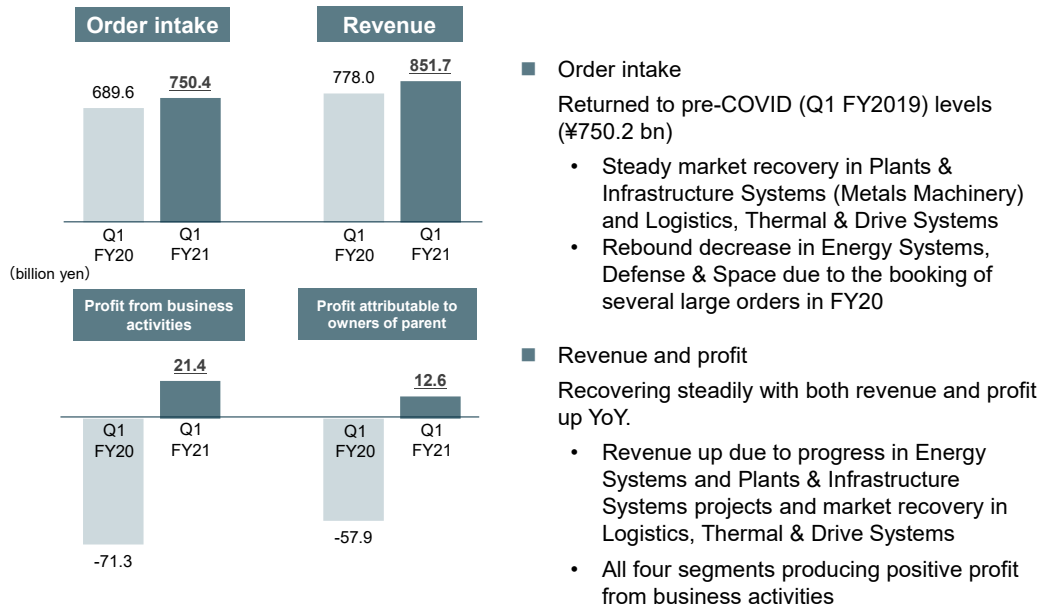 Order intake
Revenue
689.6
750.4
778.0
851.7
Q1
FY20
Q1
FY21
Q1
FY20
Q1
FY21
(billion yen)
Profit from business
activities
Profit attributable to
owners of parent
21.4
12.6
Q1
FY20
Q1
FY21
Q1
FY20
Q1
FY21
-71.3
-57.9
■ Order intake
Returned to pre-COVID (Q1 FY2019) levels
(¥750.2 bn)
• Steady market recovery in Plants &
Infrastructure Systems (Metals Machinery)
and Logistics, Thermal & Drive Systems
• Rebound decrease in Energy Systems,
Defense & Space due to the booking of
several large orders in FY20
■ Revenue and profit
Recovering steadily with both revenue and profit
up YoY.
• Revenue up due to progress in Energy
Systems and Plants & Infrastructure
Systems projects and market recovery in
Logistics, Thermal & Drive Systems
• All four segments producing positive profit
from business activities